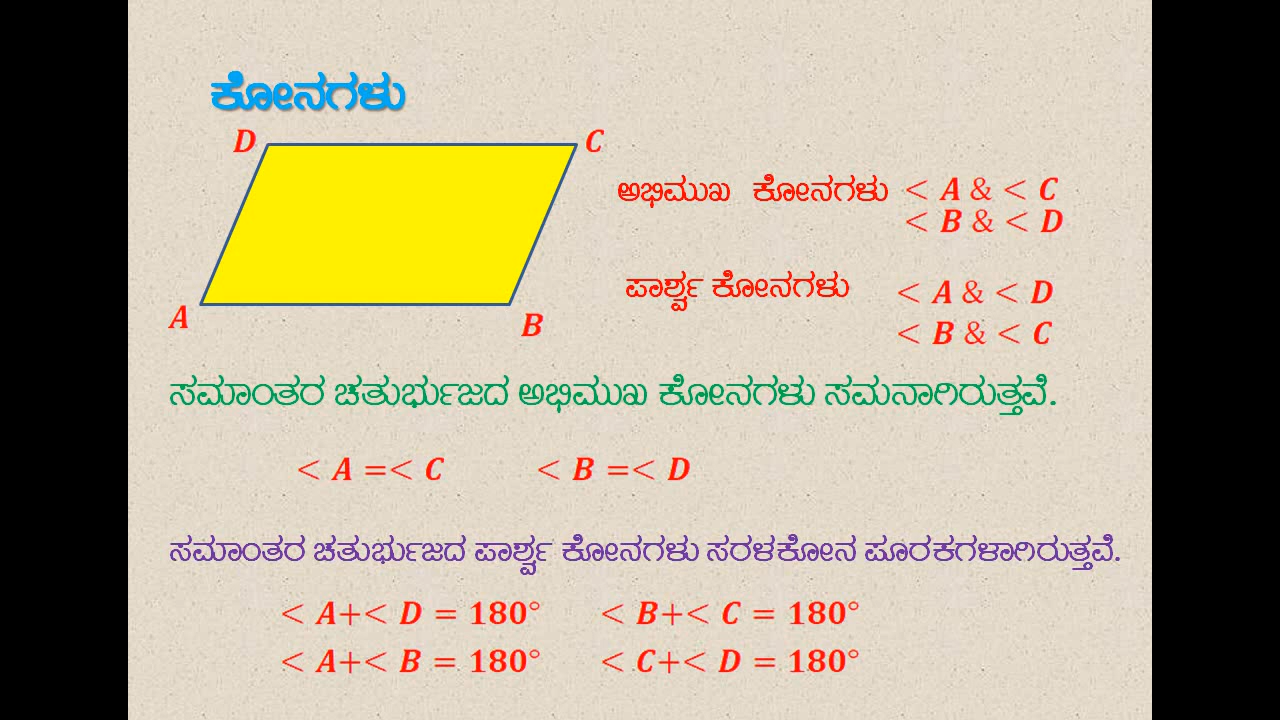 ಕೋನಗಳು
D C
ಅಭಿಮುಖ ಕೋನಗಳು < A & < C
< B & < D
ಪಾರ್ಶ್ವ ಕೋನಗಳು < A & < D
A B
< B & < C
ಸಮಾಂತರ ಚತುರ್ಭುಜದ ಅಭಿಮುಖ ಕೋನಗಳು ಸಮನಾಗಿರುತ್ತವೆ.
< A =< C < B =< D
ಸಮಾಂತರ ಚತುರ್ಭುಜದ ಪಾರ್ಶ್ವ ಕೋನಗಳು ಸರಳಕೋನ ಪೂರಕಗಳಾಗಿರುತ್ತವೆ.
< A+< D = 180° < B+< C = 180°
< A+< B = 180° < C+< D = 180°